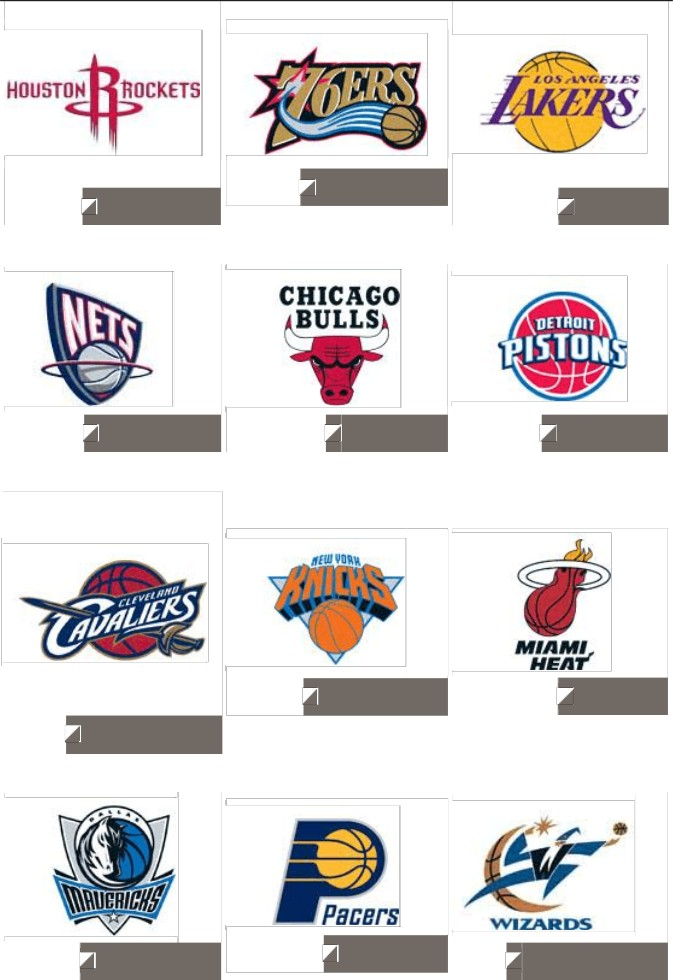 HOUSTON ROCKETS
76ERS
LOS ANGELES
LAKERS
NETS
CHICAGO
BULLS
DETROIT
PISTONS
CLEVELAND
CAVALIERS
NEW YORK
KNICKS
MIAMI
HEAT
DALLAS
MAVERICKS
Pacers
W
WIZARDS